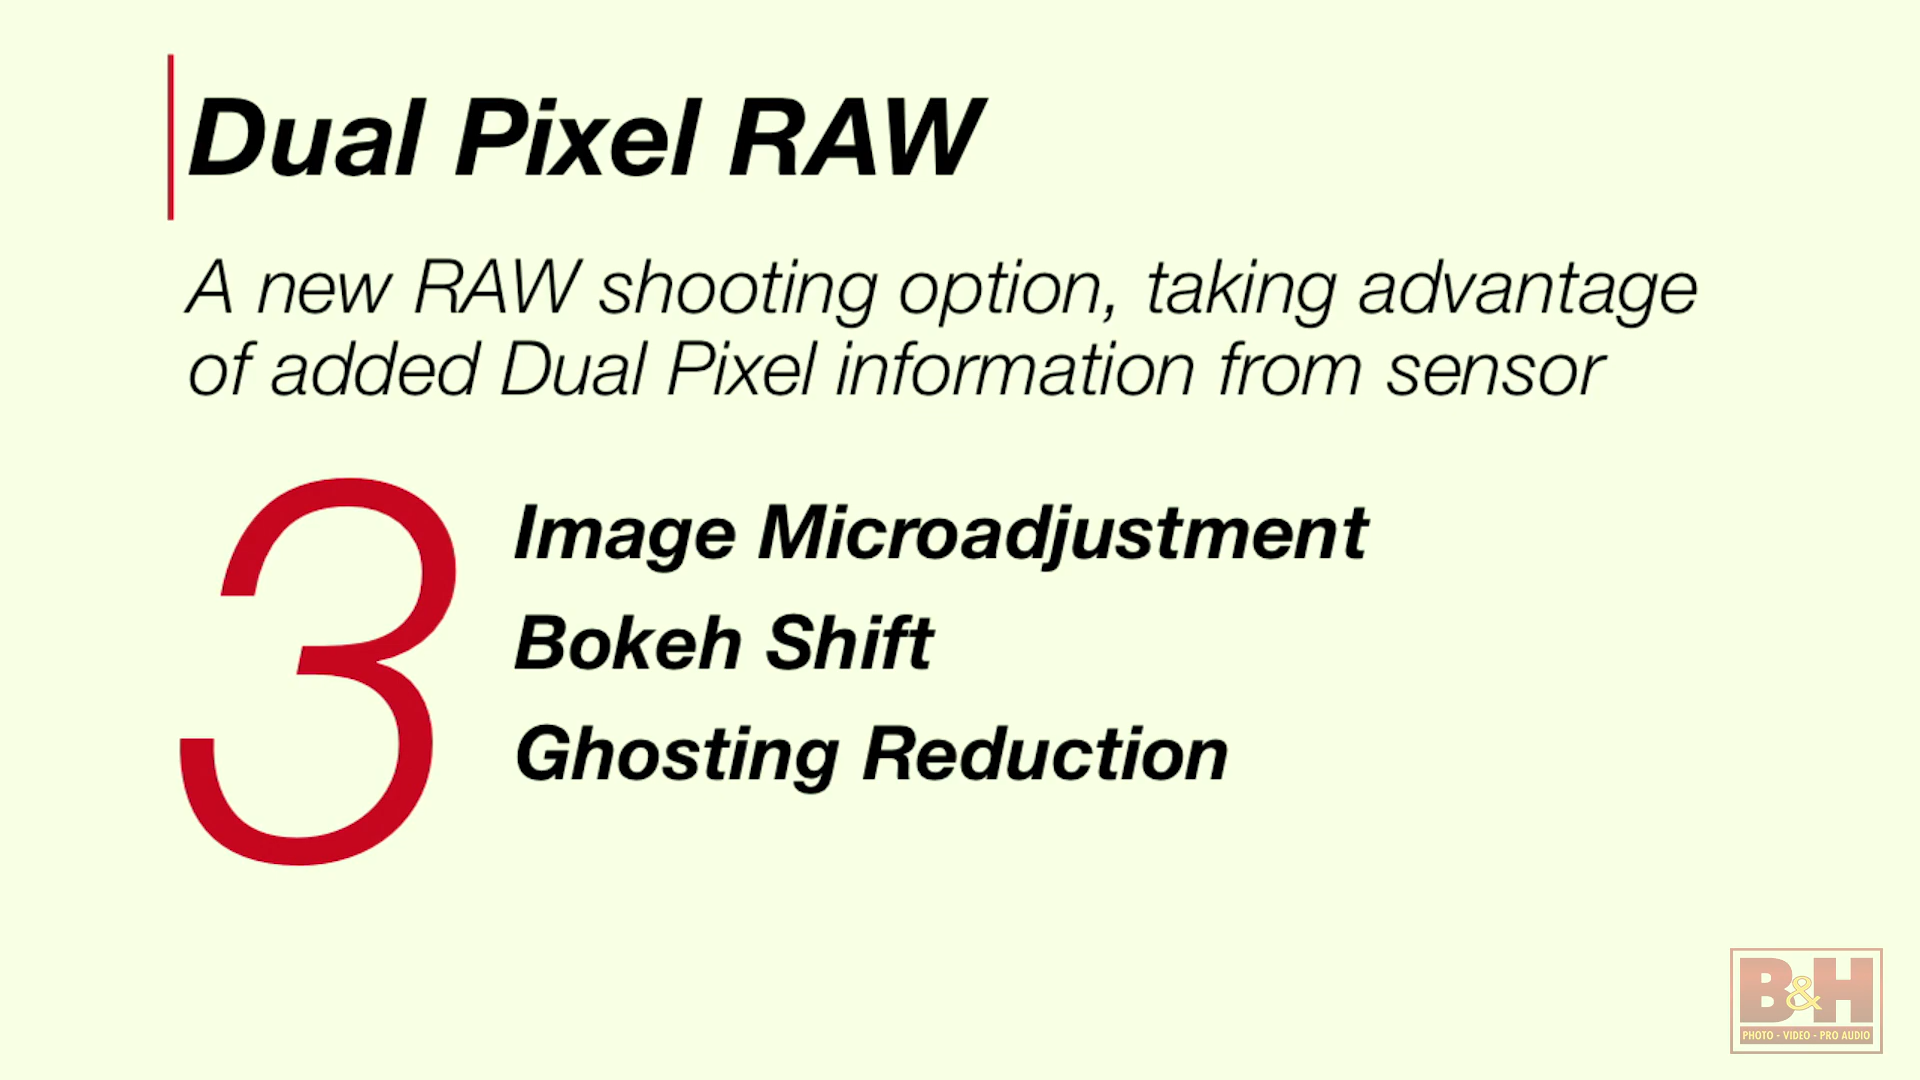 Dual Pixel RAW
A new RAW shooting option, taking advantage
of added Dual Pixel information from sensor
3
Image Microadjustment
Bokeh Shift
Ghosting Reduction
B&H
PHOTO - VIDEO - PRO AUDIO